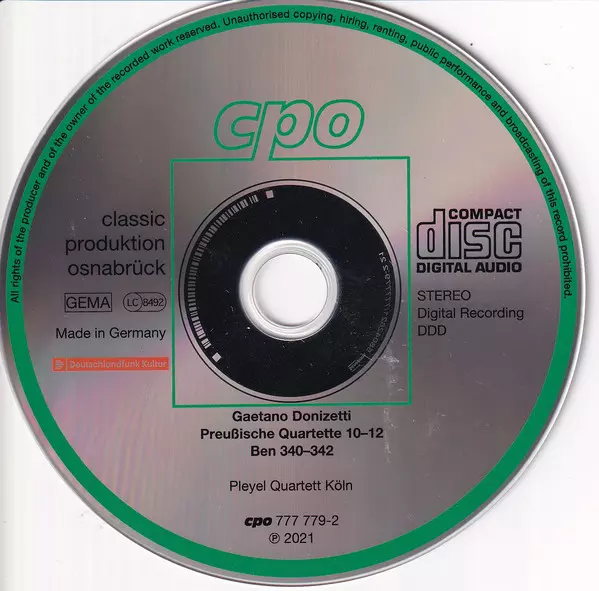 All rights of the producer and of the owner of the recorded work reserved. Unauthorised copying, hiring, renting, public performance and broadcasting of this record prohibited.
cpo
classic
produktion
osnabrück
GEMA LC 8492
Made in Germany
Deutschlandfunk Kultur
COMPACT
disc
DIGITAL AUDIO
STEREO
Digital Recording
DDD
Gaetano Donizetti
Preußische Quartette 10–12
Ben 340–342
Pleyel Quartett Köln
cpo 777 779-2
℗ 2021